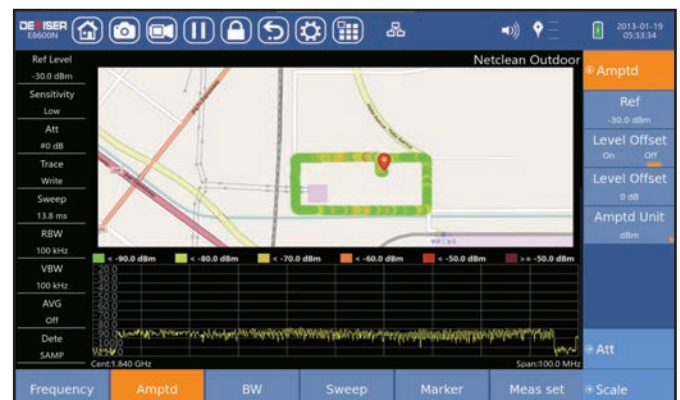 DEVISER
E8600N
2013-01-19
05:33:34
Netclean Outdoor
Ref Level
-30.0 dBm
Sensitivity
Low
Att
#0 dB
Trace
Write
Sweep
13.8 ms
RBW
100 kHz
VBW
100 kHz
AVG
Off
Dete
SAMP
< -90.0 dBm < -80.0 dBm < -70.0 dBm < -60.0 dBm < -50.0 dBm >= -50.0 dBm
Cent:1.840 GHz
Span:100.0 MHz
Amptd
Ref
-30.0 dBm
Level Offset
On Off
Level Offset
0 dB
Amptd Unit
dBm
Att
Scale
Frequency Amptd BW Sweep Marker Meas set